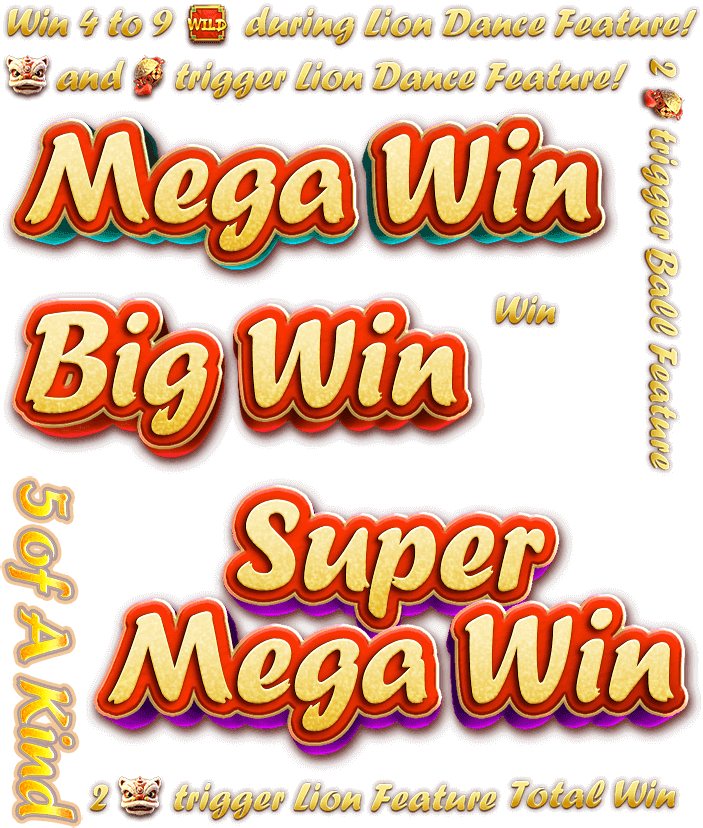 Win 4 to 9 WILD during Lion Dance Feature!
and trigger Lion Dance Feature!
2 trigger Ball Feature
Mega Win
Big Win
Win
5 of A Kind
Super
Mega Win
2 trigger Lion Feature
Total Win